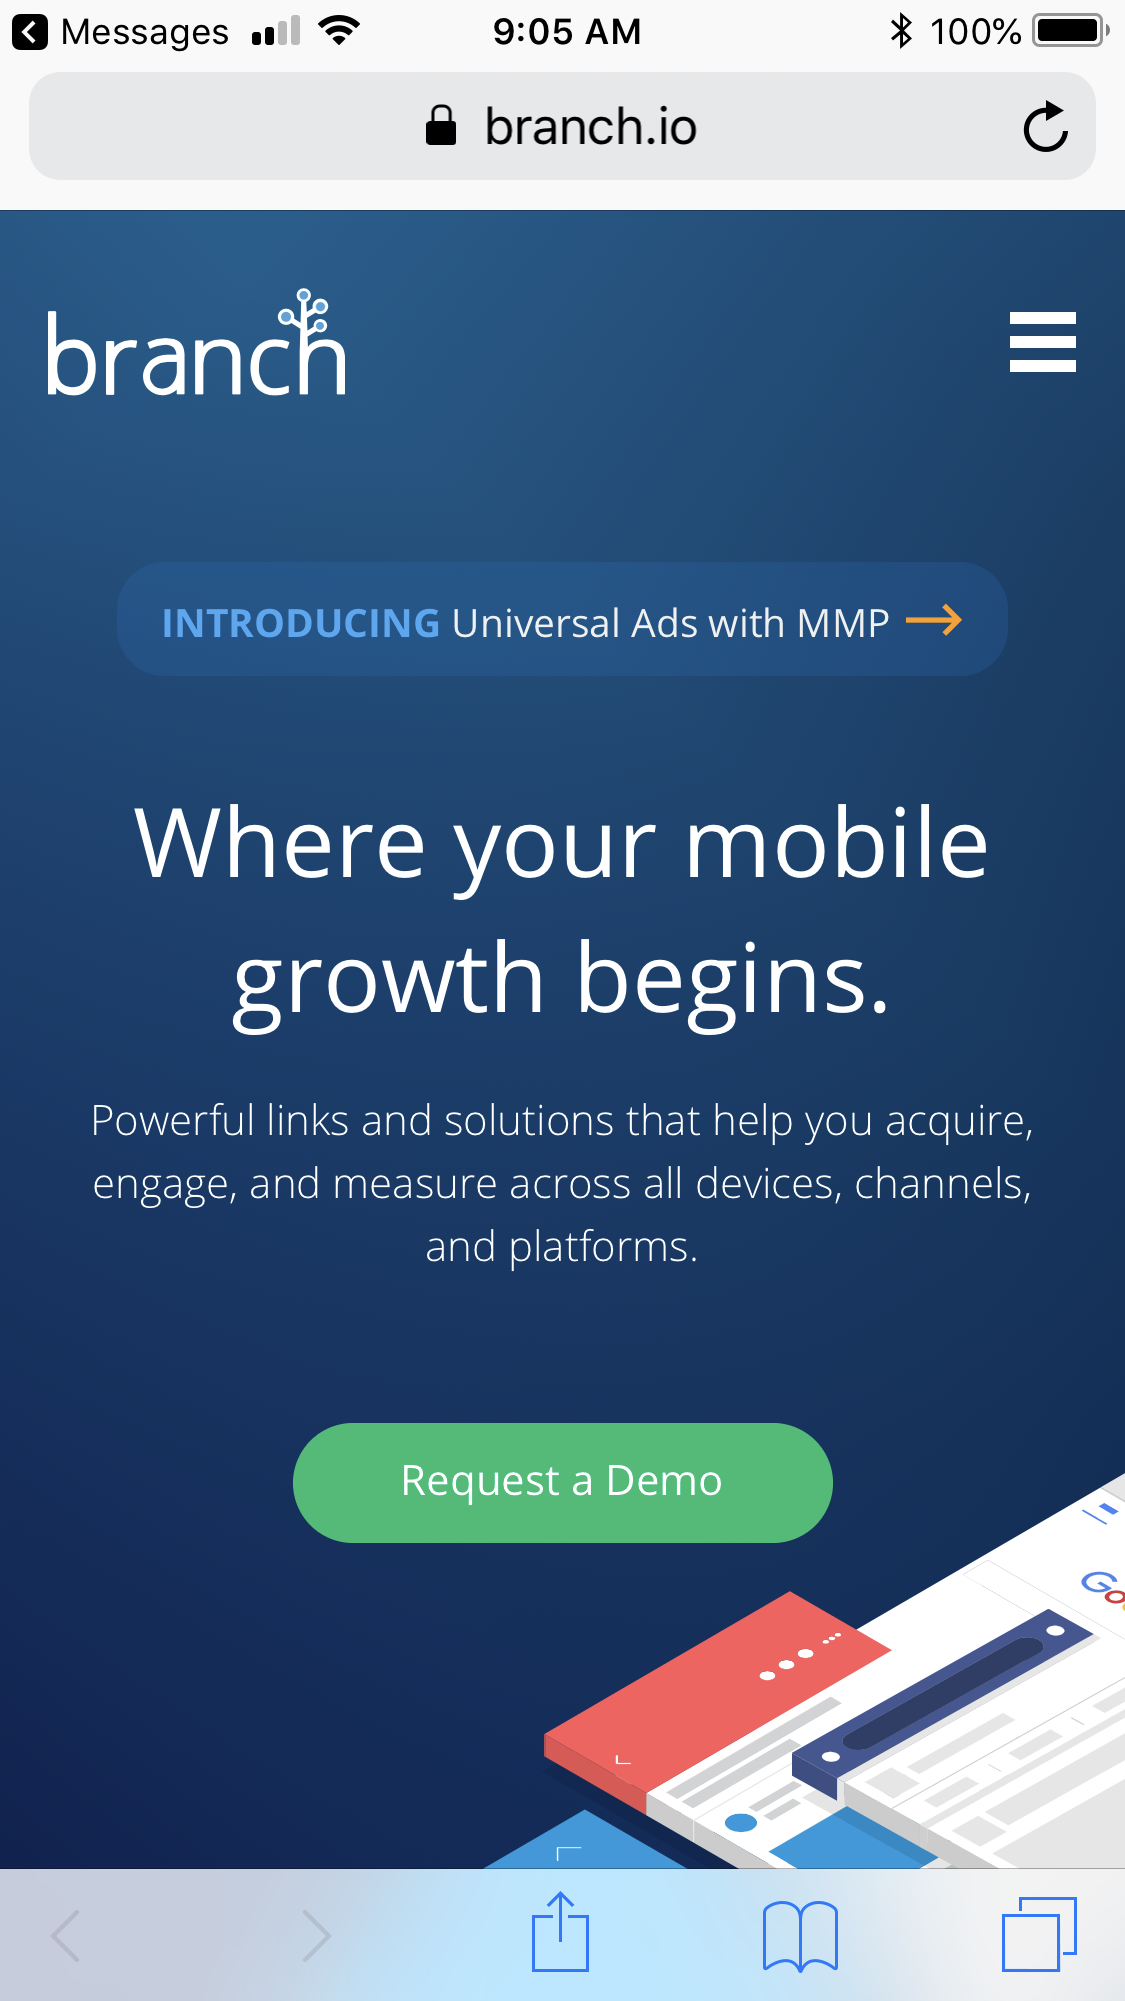 Messages 9:05 AM 100%
branch.io
branch
INTRODUCING Universal Ads with MMP
Where your mobile
growth begins.
Powerful links and solutions that help you acquire,
engage, and measure across all devices, channels,
and platforms.
Request a Demo